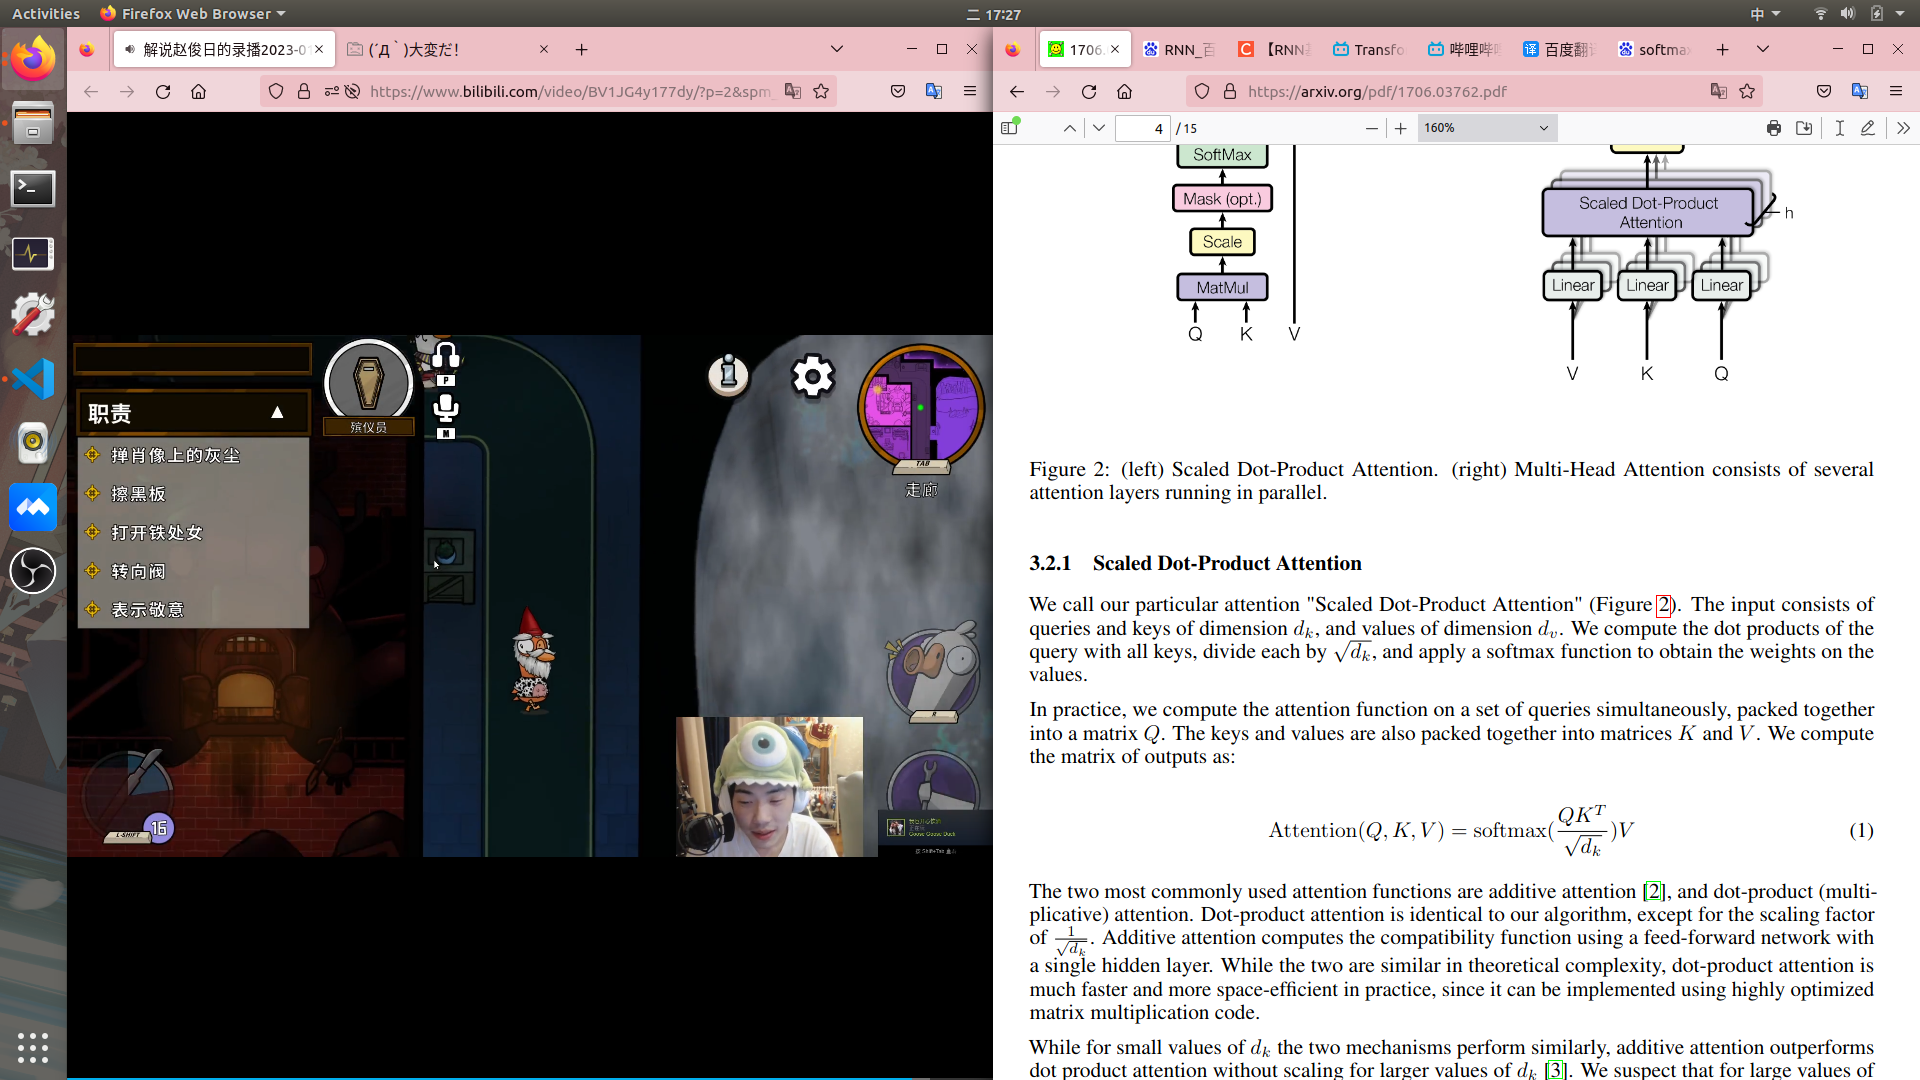 Activities
Firefox Web Browser
二 17:27
中
解说赵俊日的录播2023-01
(´Д`)大变だ!
https://www.bilibili.com/video/BV1JG4y177dy/?p=2&spm_
职责
掸肖像上的灰尘
擦黑板
打开铁处女
转向阀
表示敬意
殡仪员
P
M
TAB
走廊
R
L-SHIFT
16
Goose Goose Duck
1706.
RNN_百
【RNN
Transfo
哔哩哔
百度翻译
softma
https://arxiv.org/pdf/1706.03762.pdf
4 / 15
160%
SoftMax
Mask (opt.)
Scale
MatMul
Q K V
Scaled Dot-Product
Attention
h
Linear Linear Linear
V K Q
Figure 2: (left) Scaled Dot-Product Attention. (right) Multi-Head Attention consists of several
attention layers running in parallel.
3.2.1 Scaled Dot-Product Attention
We call our particular attention "Scaled Dot-Product Attention" (Figure 2). The input consists of
queries and keys of dimension d_k, and values of dimension d_v. We compute the dot products of the
query with all keys, divide each by √d_k, and apply a softmax function to obtain the weights on the
values.
In practice, we compute the attention function on a set of queries simultaneously, packed together
into a matrix Q. The keys and values are also packed together into matrices K and V. We compute
the matrix of outputs as:
Attention(Q, K, V) = softmax(QK^T/√d_k)V (1)
The two most commonly used attention functions are additive attention [2], and dot-product (multi-
plicative) attention. Dot-product attention is identical to our algorithm, except for the scaling factor
of 1/√d_k. Additive attention computes the compatibility function using a feed-forward network with
a single hidden layer. While the two are similar in theoretical complexity, dot-product attention is
much faster and more space-efficient in practice, since it can be implemented using highly optimized
matrix multiplication code.
While for small values of d_k the two mechanisms perform similarly, additive attention outperforms
dot product attention without scaling for larger values of d_k [3]. We suspect that for large values of